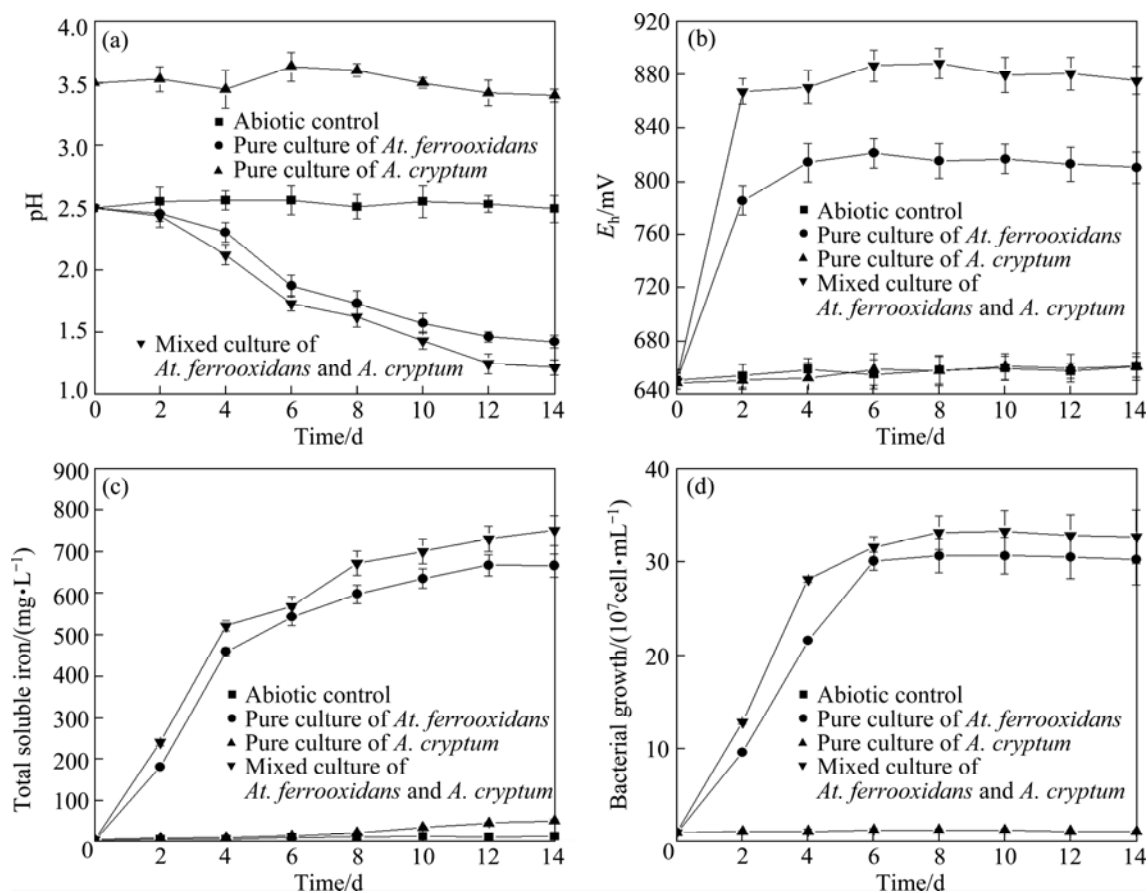 (a)
4.0
3.5
3.0
2.5
2.0
1.5
1.0
pH
Abiotic control
Pure culture of At. ferrooxidans
Pure culture of A. cryptum
Mixed culture of
At. ferrooxidans and A. cryptum
0 2 4 6 8 10 12 14
Time/d
(b)
920
880
840
800
760
720
680
640
Eh/mV
Abiotic control
Pure culture of At. ferrooxidans
Pure culture of A. cryptum
Mixed culture of
At. ferrooxidans and A. cryptum
0 2 4 6 8 10 12 14
Time/d
(c)
900
800
700
600
500
400
300
200
100
0
Total soluble iron/(mg•L⁻¹)
Abiotic control
Pure culture of At. ferrooxidans
Pure culture of A. cryptum
Mixed culture of
At. ferrooxidans and A. cryptum
2 4 6 8 10 12 14
Time/d
(d)
40
30
20
10
0
Bacterial growth/(10⁷cell•mL⁻¹)
Abiotic control
Pure culture of At. ferrooxidans
Pure culture of A. cryptum
Mixed culture of
At. ferrooxidans and A. cryptum
2 4 6 8 10 12 14
Time/d